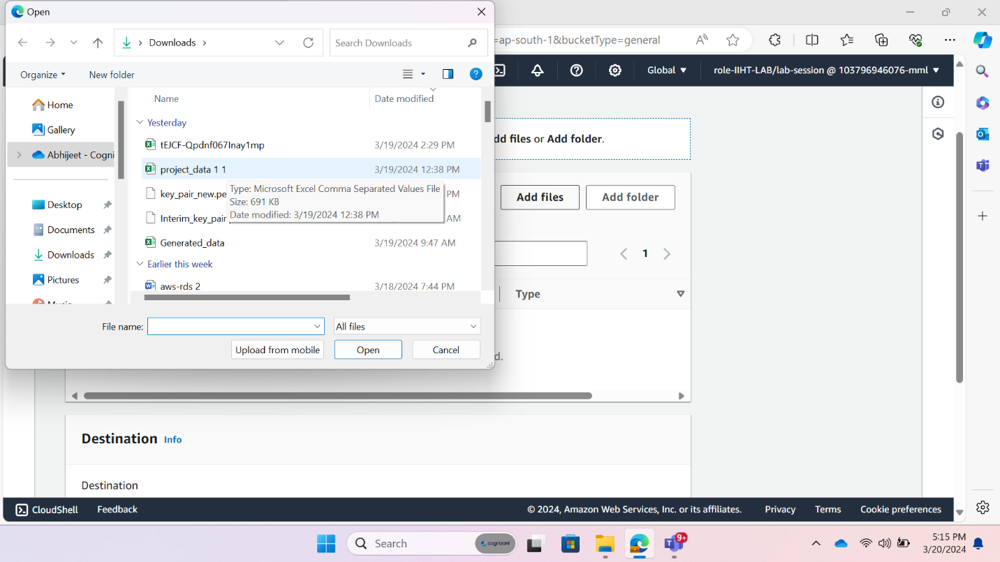 Open
Downloads
Search Downloads
=ap-south-1&bucketType=general
Organize
New folder
Global
role-IIHT-LAB/lab-session @ 103796946076-mml
Name
Date modified
Home
Gallery
Abhijeet - Cogni
Yesterday
tEJCF-Qpdnf067Inay1mp 3/19/2024 2:29 PM
project_data 1 1 3/19/2024 12:38 PM
key_pair_new.pe PM
Interim_key_pair AM
Type: Microsoft Excel Comma Separated Values File
Size: 691 KB
Date modified: 3/19/2024 12:38 PM
Generated_data 3/19/2024 9:47 AM
Earlier this week
aws-rds 2 3/18/2024 7:44 PM
Desktop
Documents
Downloads
Pictures
Music
dd files or Add folder.
Add files
Add folder
1
Type
File name:
All files
Upload from mobile
Open
Cancel
d.
Destination Info
Destination
CloudShell
Feedback
© 2024, Amazon Web Services, Inc. or its affiliates.
Privacy
Terms
Cookie preferences
Search
cognizant
9+
5:15 PM
3/20/2024